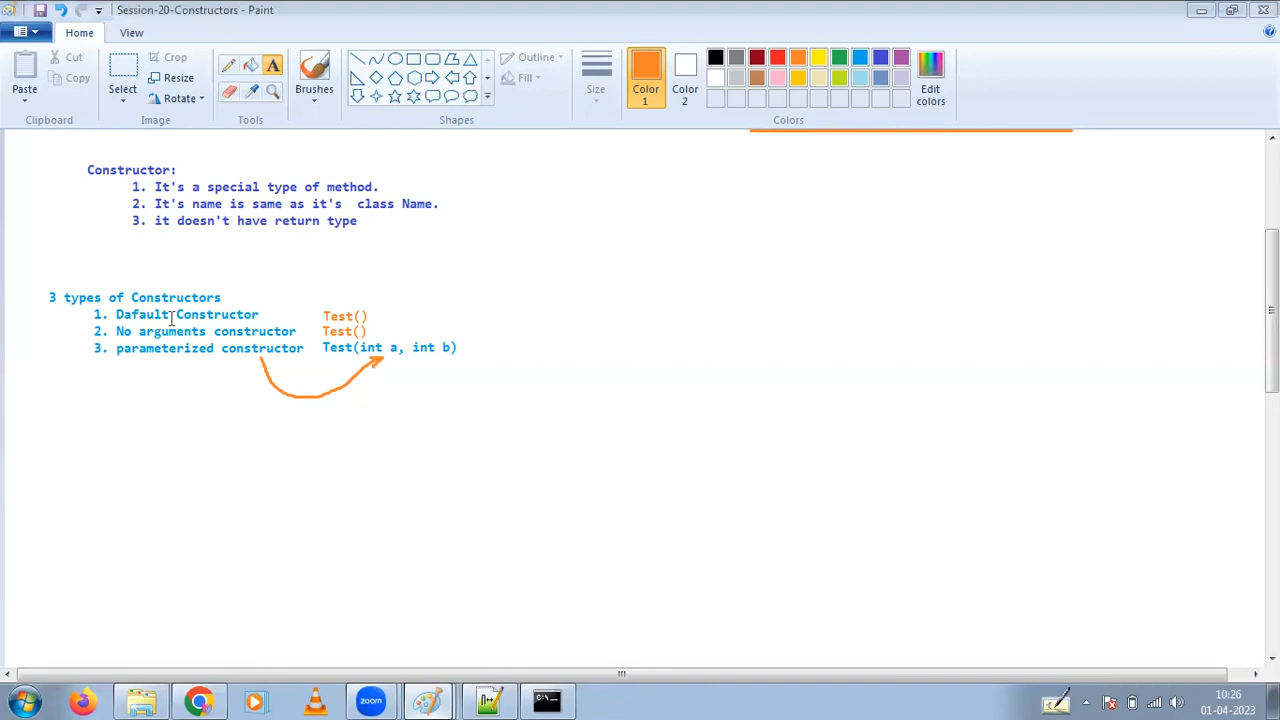 Session-20-Constructors - Paint
Home
View
Paste
Cut
Copy
Clipboard
Select
Crop
Resize
Rotate
Image
A
Tools
Brushes
Shapes
Outline
Fill
Size
Color 1
Color 2
Edit colors
Colors
Constructor:
1. It's a special type of method.
2. It's name is same as it's class Name.
3. it doesn't have return type
3 types of Constructors
1. Dafault Constructor Test()
2. No arguments constructor Test()
3. parameterized constructor Test(int a, int b)
zoom
10:26
01-04-2023